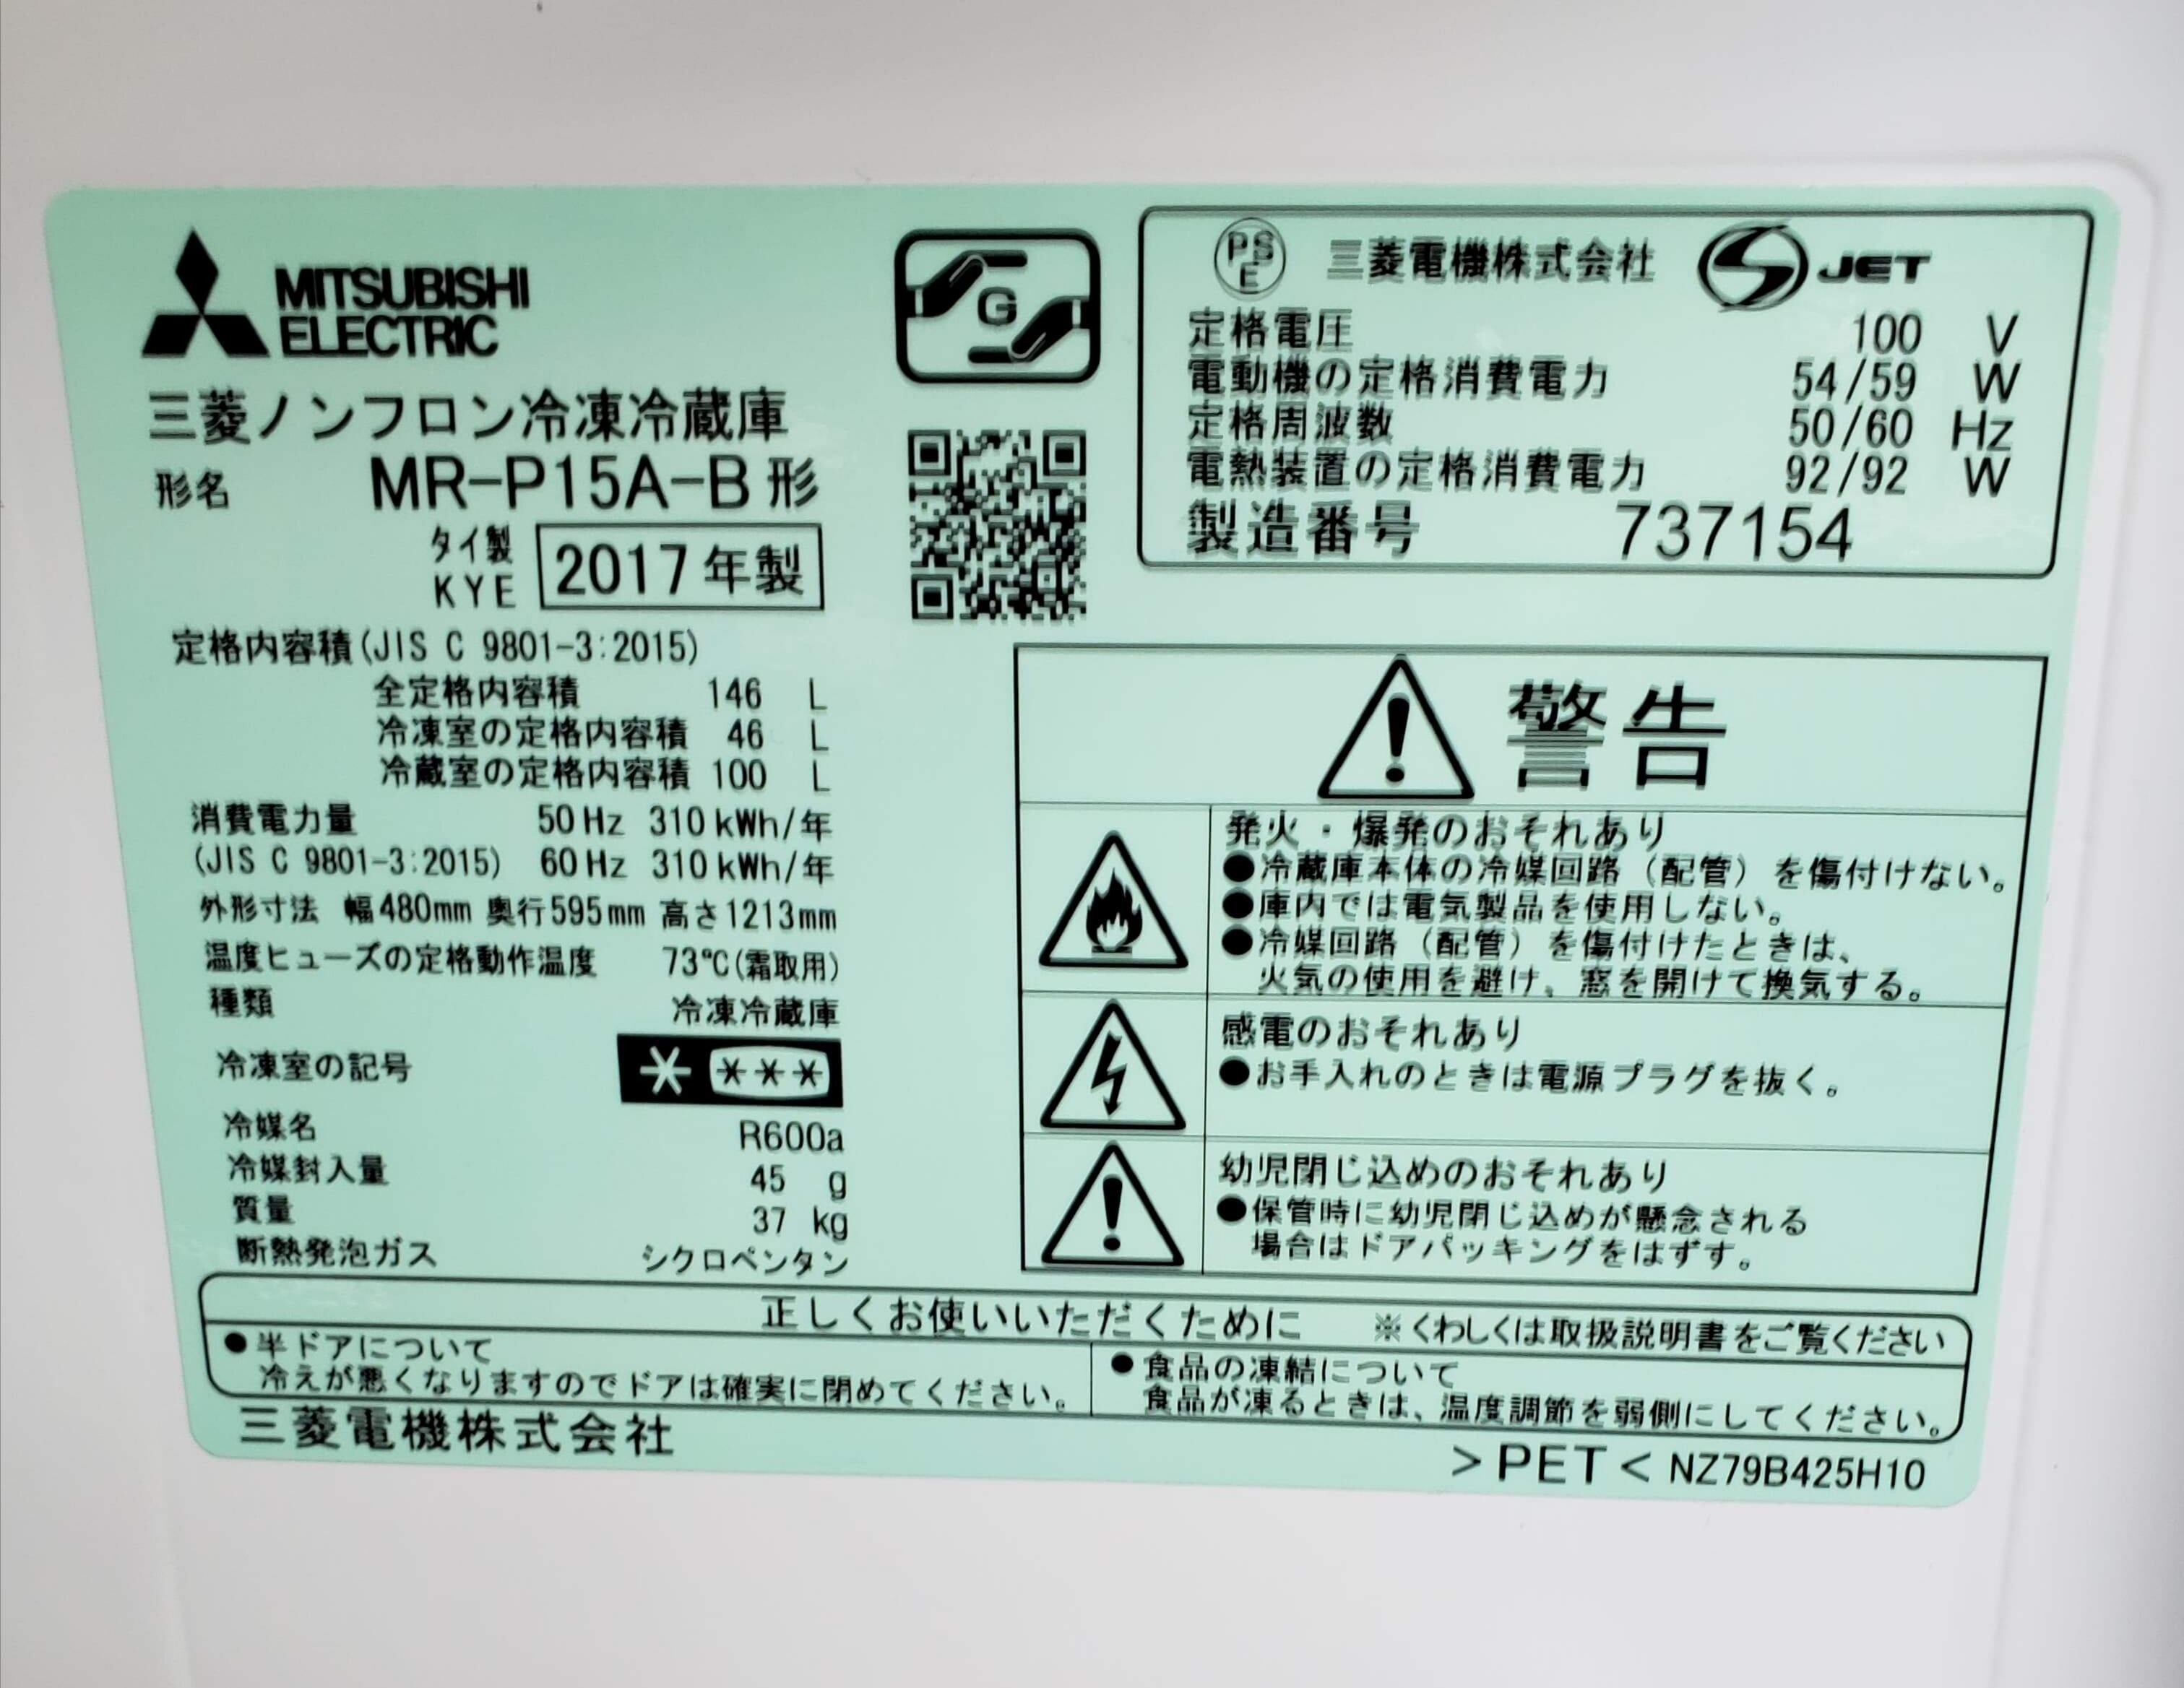 MITSUBISHI
ELECTRIC
三菱ノンフロン冷凍冷蔵庫
形名 MR-P15A-B 形
タイ製
KYE
2017年製
定格内容積(JIS C 9801-3:2015)
全定格内容積 146 L
冷凍室の定格内容積 46 L
冷蔵室の定格内容積 100 L
消費電力量 50Hz 310kWh/年
(JIS C 9801-3:2015) 60Hz 310kWh/年
外形寸法 幅480mm 奥行595mm 高さ1213mm
温度ヒューズの定格動作温度 73℃(霜取用)
種類 冷凍冷蔵庫
冷凍室の記号 * ***
冷媒名 R600a
冷媒封入量 45 g
質量 37 kg
断熱発泡ガス シクロペンタン
G
PSE 三菱電機株式会社 S JET
定格電圧 100 V
電動機の定格消費電力 54/59 W
定格周波数 50/60 Hz
電熱装置の定格消費電力 92/92 W
製造番号 737154
警告
発火・爆発のおそれあり
●冷蔵庫本体の冷媒回路(配管)を傷付けない。
●庫内では電気製品を使用しない。
●冷媒回路(配管)を傷付けたときは、
火気の使用を避け、窓を開けて換気する。
感電のおそれあり
●お手入れのときは電源プラグを抜く。
幼児閉じ込めのおそれあり
●保管時に幼児閉じ込めが懸念される
場合はドアパッキングをはずす。
正しくお使いいただくために ※くわしくは取扱説明書をご覧ください
●半ドアについて
冷えが悪くなりますのでドアは確実に閉めてください。
●食品の凍結について
食品が凍るときは、温度調節を弱側にしてください。
三菱電機株式会社
>PET< NZ79B425H10